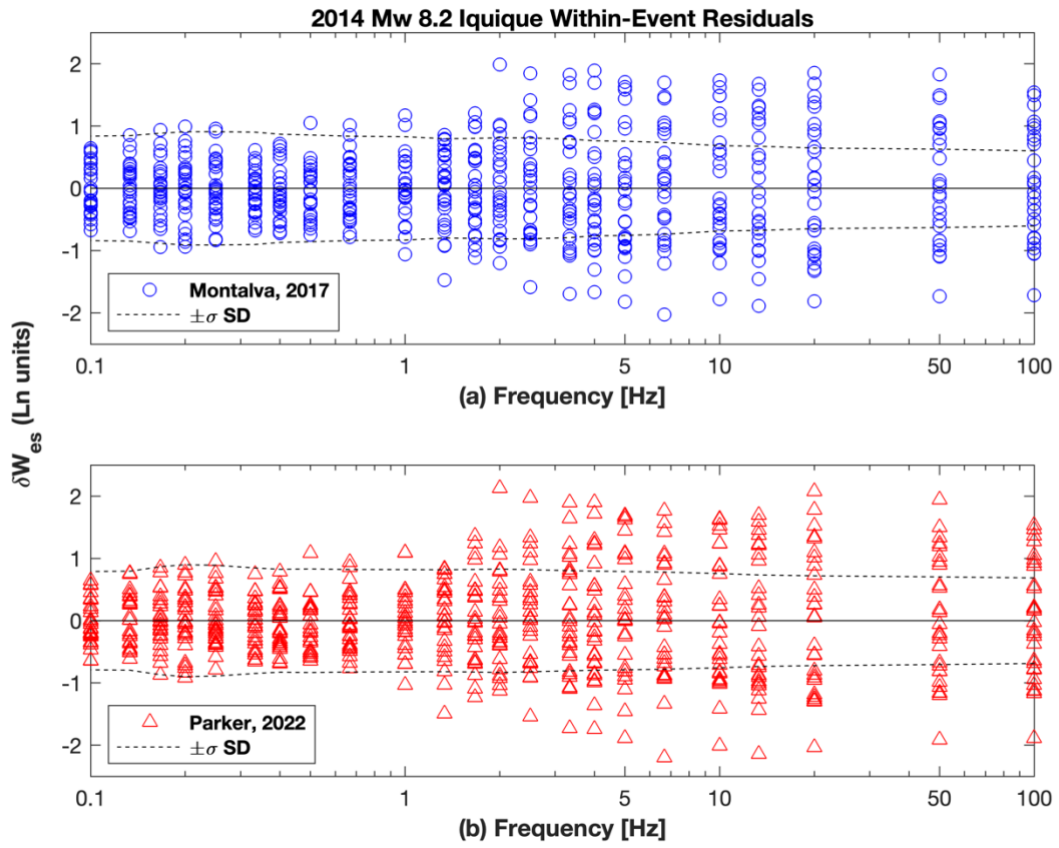 2014 Mw 8.2 Iquique Within-Event Residuals
2
1
0
-1
-2
Montalva, 2017
±σ SD
0.1 1 5 10 50 100
(a) Frequency [Hz]
δW_es (Ln units)
2
1
0
-1
-2
Parker, 2022
±σ SD
0.1 1 5 10 50 100
(b) Frequency [Hz]